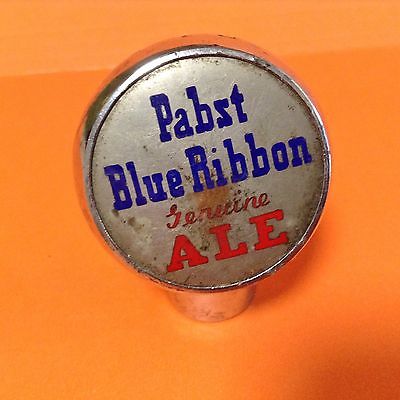 Pabst
Blue Ribbon
Genuine
ALE